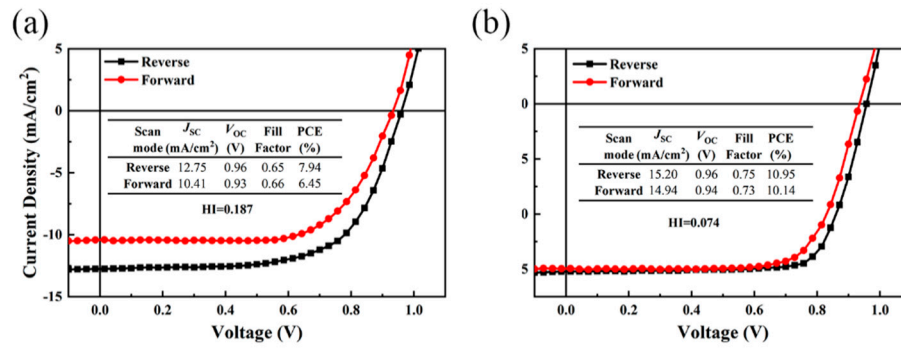 (a)
5
0
-5
-10
-15
Current Density (mA/cm²)
Reverse
Forward
Scan mode J_SC (mA/cm²) V_OC (V) Fill Factor PCE (%)
Reverse 12.75 0.96 0.65 7.94
Forward 10.41 0.93 0.66 6.45
HI=0.187
0.0 0.2 0.4 0.6 0.8 1.0
Voltage (V)
(b)
5
0
5
0
5
Reverse
Forward
Scan mode J_SC (mA/cm²) V_OC (V) Fill Factor PCE (%)
Reverse 15.20 0.96 0.75 10.95
Forward 14.94 0.94 0.73 10.14
HI=0.074
0.0 0.2 0.4 0.6 0.8 1.0
Voltage (V)